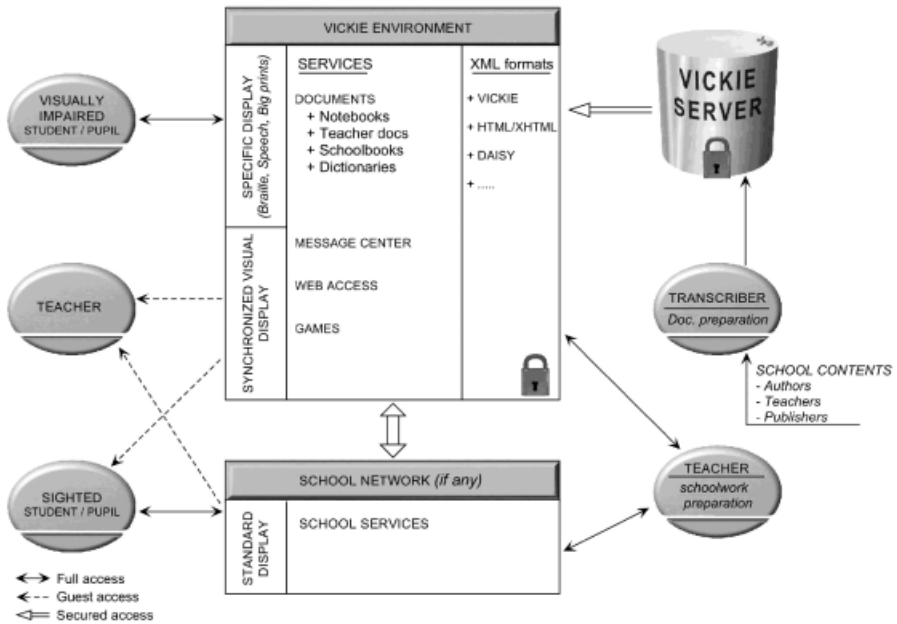 VICKIE ENVIRONMENT
VISUALLY
IMPAIRED
STUDENT / PUPIL
SPECIFIC DISPLAY
(Braille, Speech, Big prints)
SERVICES
DOCUMENTS
+ Notebooks
+ Teacher docs
+ Schoolbooks
+ Dictionaries
MESSAGE CENTER
WEB ACCESS
GAMES
XML formats
+ VICKIE
+ HTML/XHTML
+ DAISY
+ .....
VICKIE
SERVER
TEACHER
SYNCHRONIZED VISUAL
DISPLAY
TRANSCRIBER
Doc. preparation
SCHOOL CONTENTS
- Authors
- Teachers
- Publishers
SIGHTED
STUDENT / PUPIL
SCHOOL NETWORK (if any)
STANDARD
DISPLAY
SCHOOL SERVICES
TEACHER
schoolwork
preparation
Full access
Guest access
Secured access